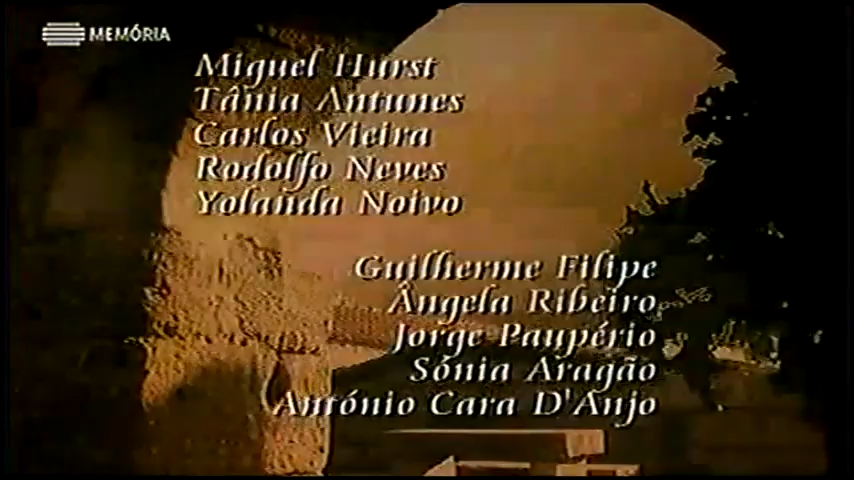 MEMÓRIA
Miguel Hurst
Tânia Antunes
Carlos Vieira
Rodolfo Neves
Yolanda Noivo
Guilherme Filipe
Ângela Ribeiro
Jorge Paupério
Sónia Aragão
António Cara D'Anjo